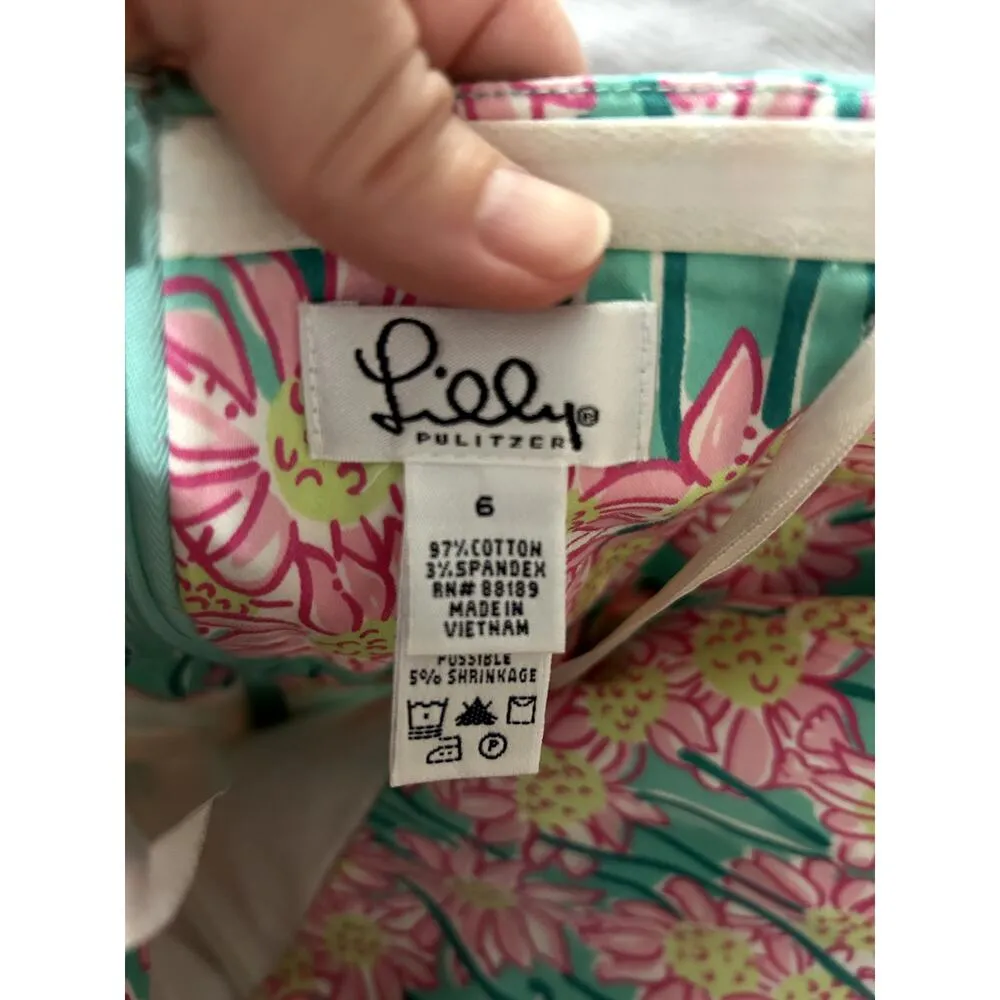 Lilly®
PULITZER
6
97%COTTON
3%SPANDEX
RN# 88189
MADE IN
VIETNAM
POSSIBLE
5% SHRINKAGE
P